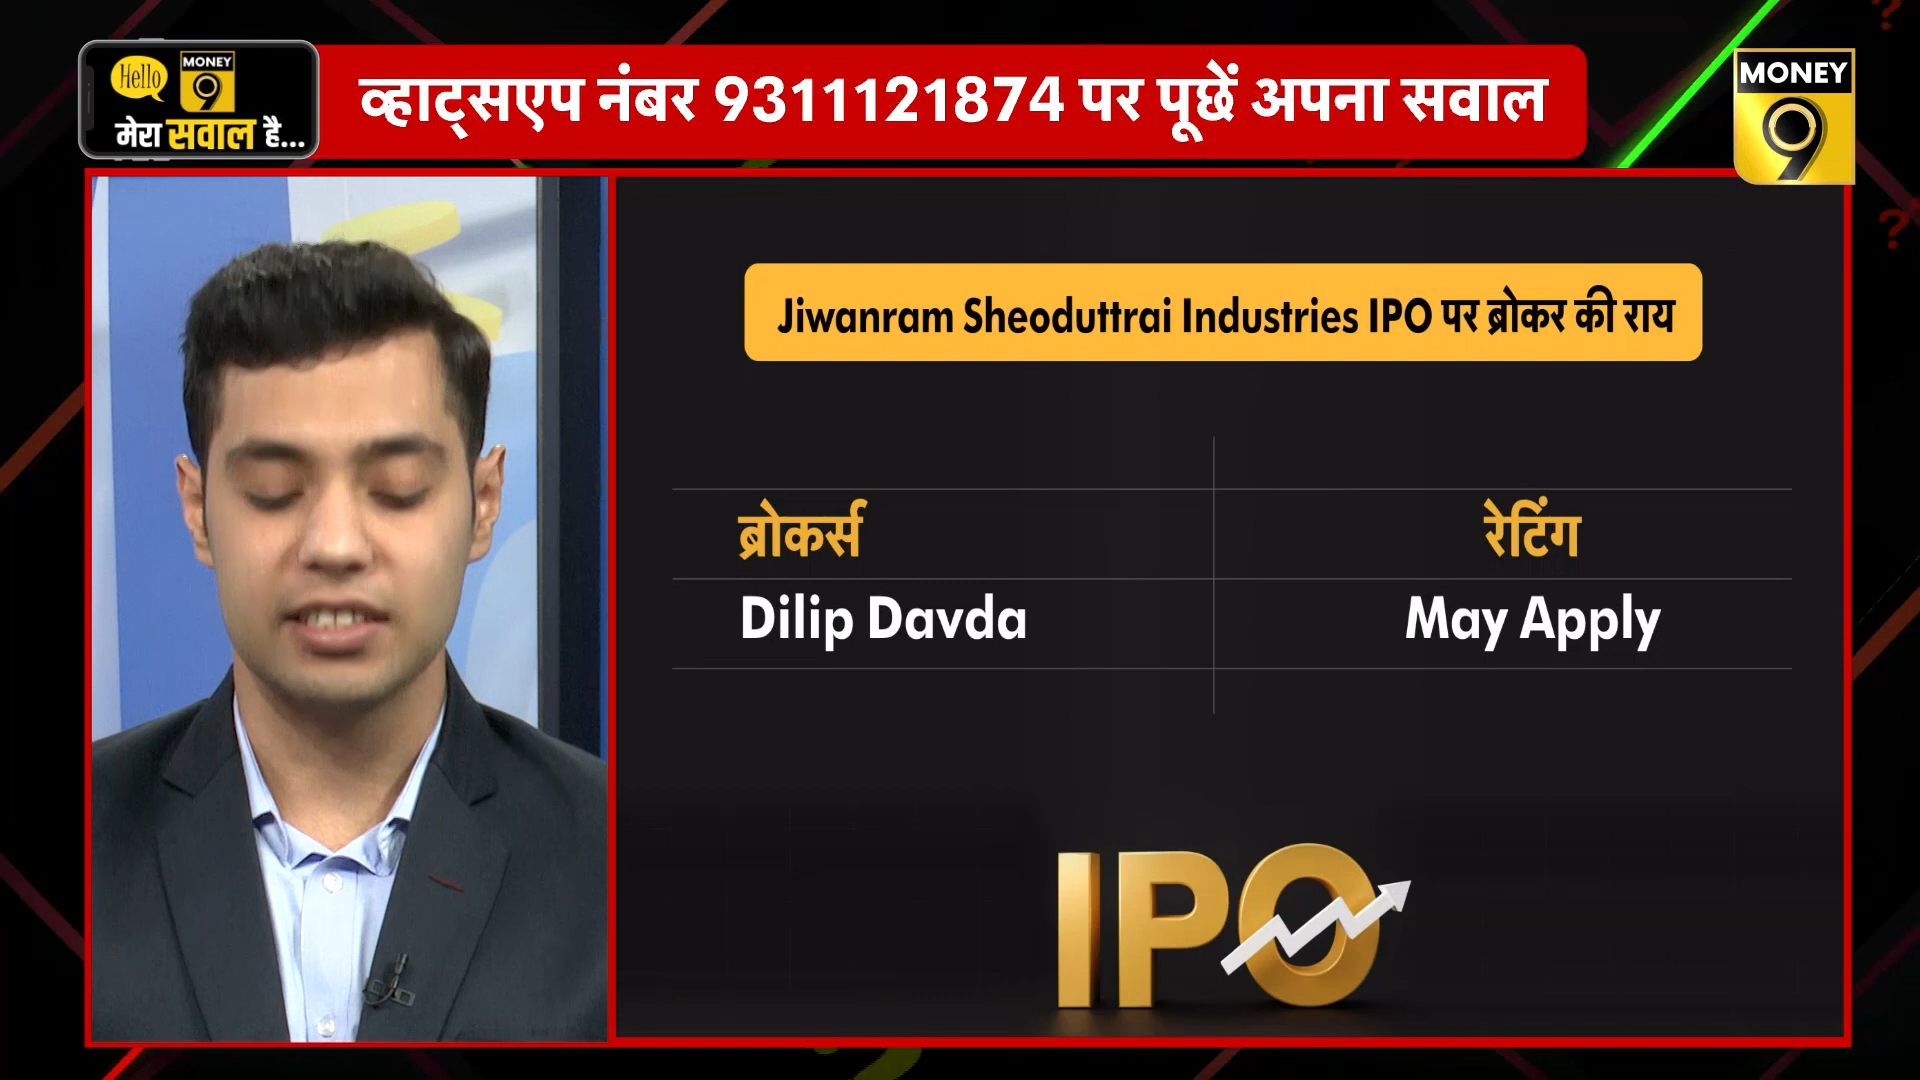 Hello
MONEY
9
मेरा सवाल है...
व्हाट्सएप नंबर 9311121874 पर पूछें अपना सवाल
MONEY
9
Jiwanram Sheoduttrai Industries IPO पर ब्रोकर की राय
ब्रोकर्स
रेटिंग
Dilip Davda
May Apply
IPO